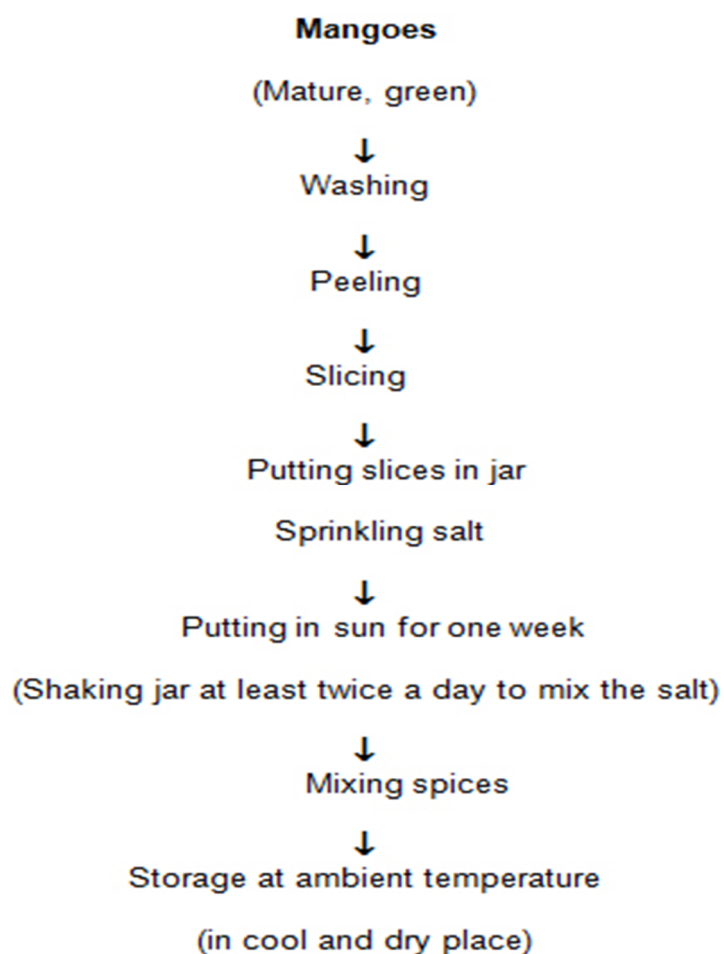 Mangoes
(Mature, green)
↓
Washing
↓
Peeling
↓
Slicing
↓
Putting slices in jar
Sprinkling salt
↓
Putting in sun for one week
(Shaking jar at least twice a day to mix the salt)
↓
Mixing spices
↓
Storage at ambient temperature
(in cool and dry place)